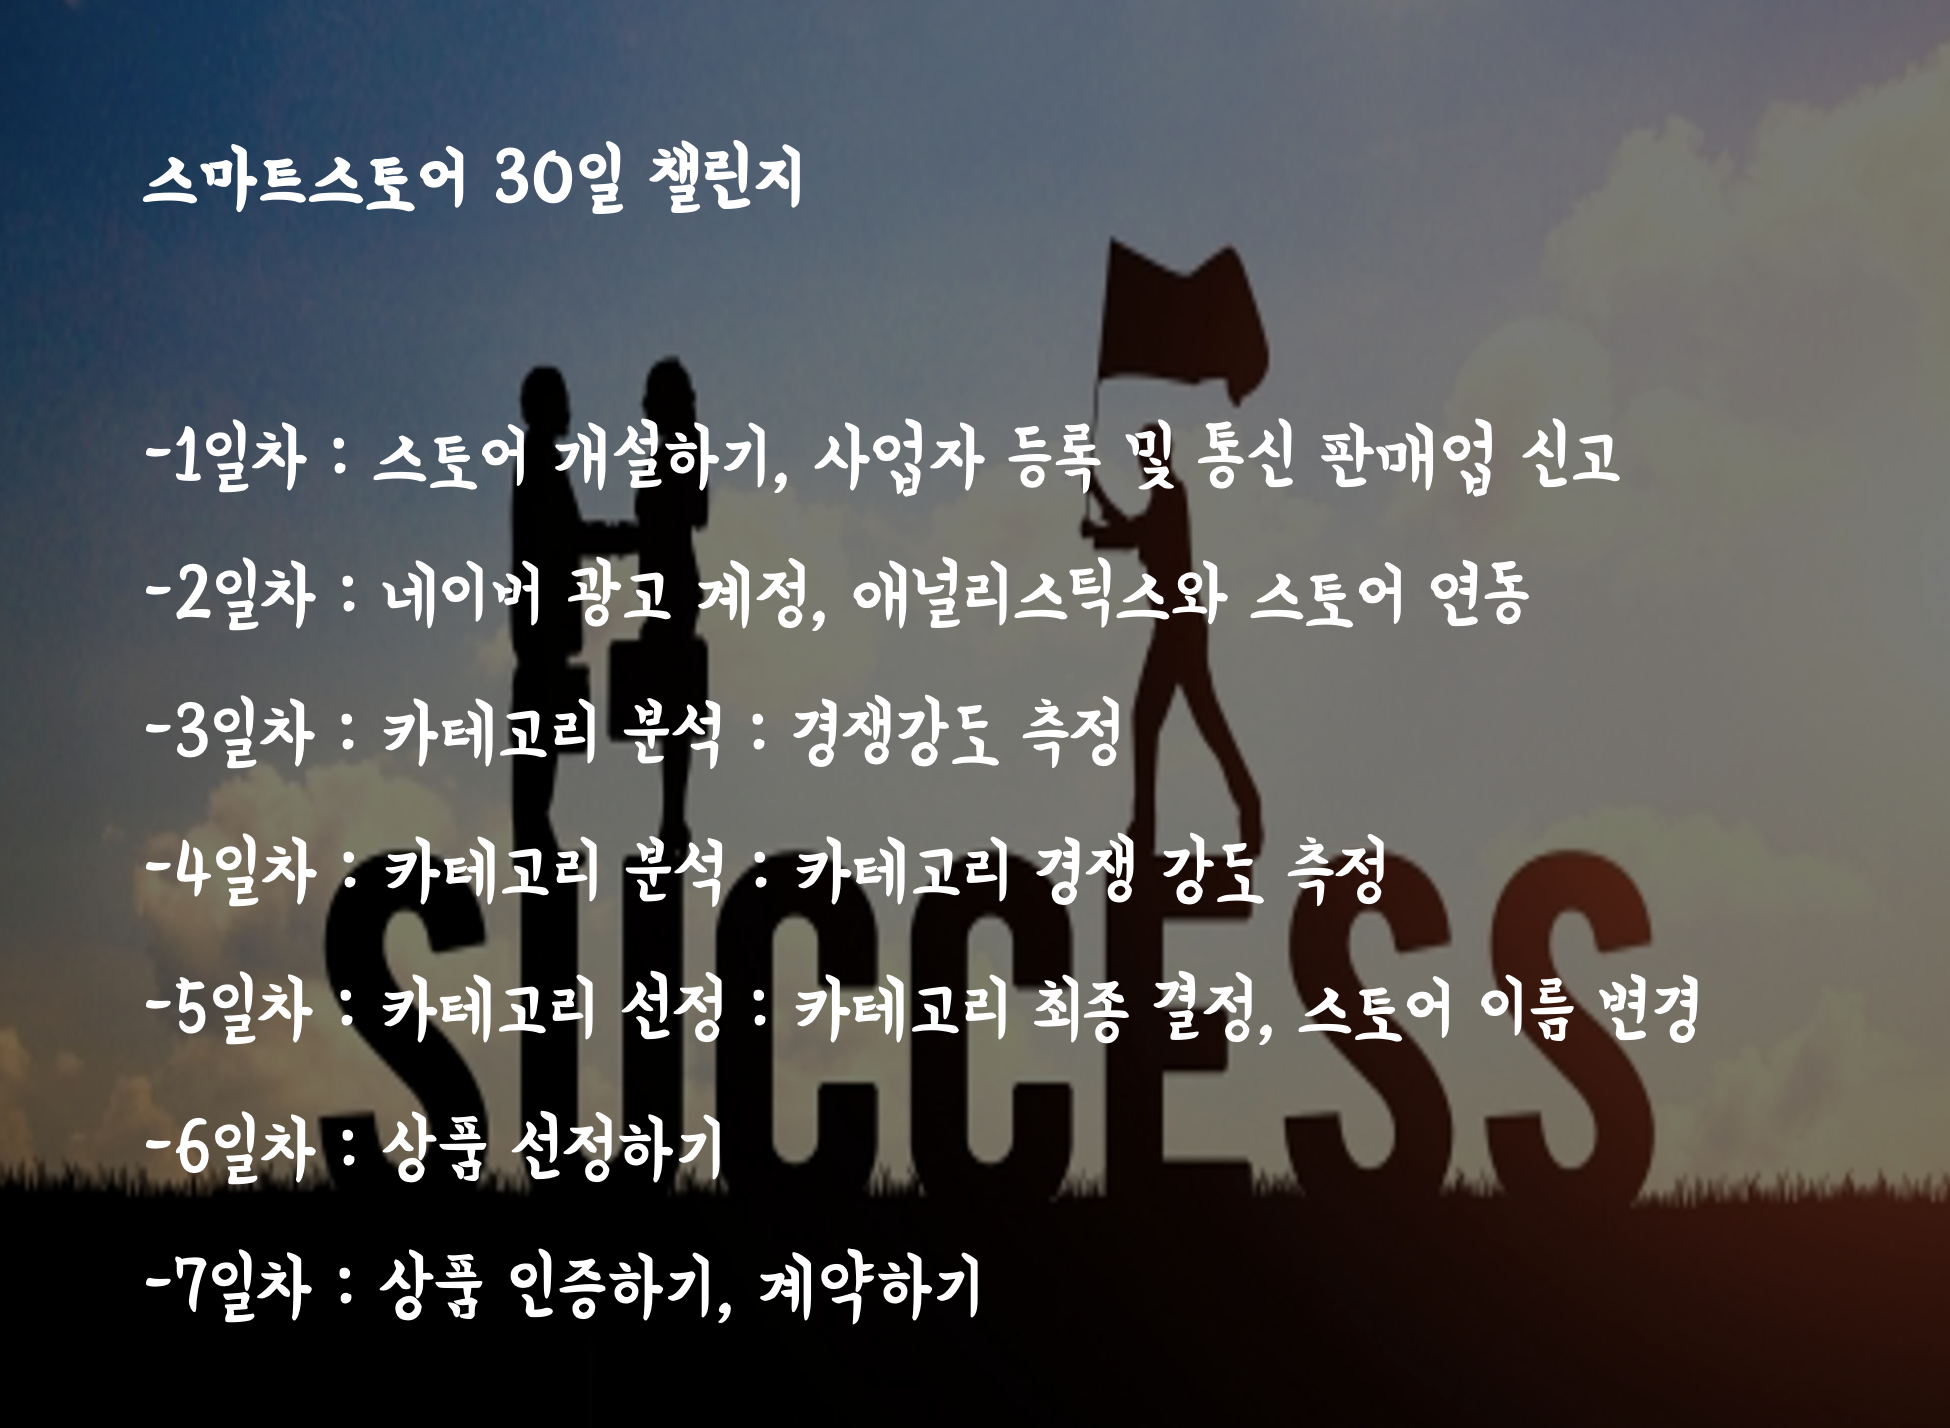 스마트스토어 30일 챌린지
-1일차 : 스토어 개설하기, 사업자 등록 및 통신 판매업 신고
-2일차 : 네이버 광고 계정, 애널리스틱스와 스토어 연동
-3일차 : 카테고리 분석 : 경쟁강도 측정
-4일차 : 카테고리 분석 : 카테고리 경쟁 강도 측정
-5일차 : 카테고리 선정 : 카테고리 최종 결정, 스토어 이름 변경
-6일차 : 상품 선정하기
-7일차 : 상품 인증하기, 계약하기
SUCCESS